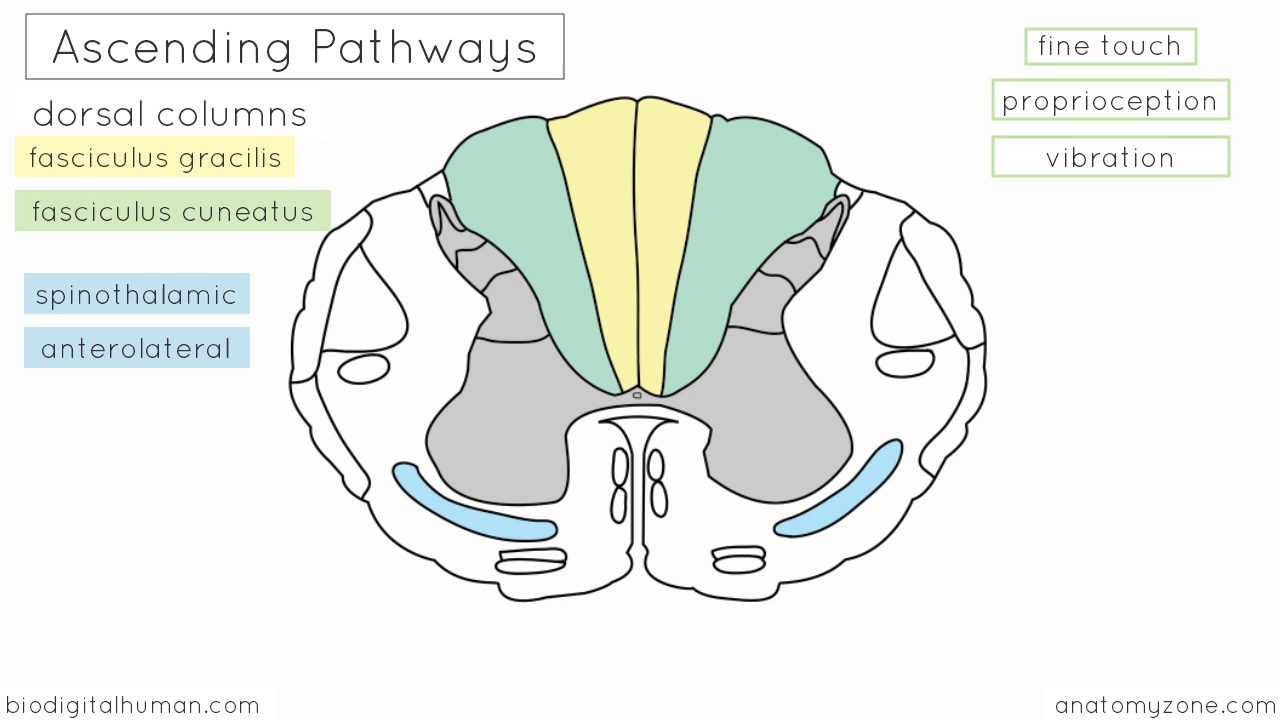 Ascending Pathways
dorsal columns
fasciculus gracilis
fasciculus cuneatus
spinothalamic
anterolateral
fine touch
proprioception
vibration
biodigitalhuman.com
anatomyzone.com